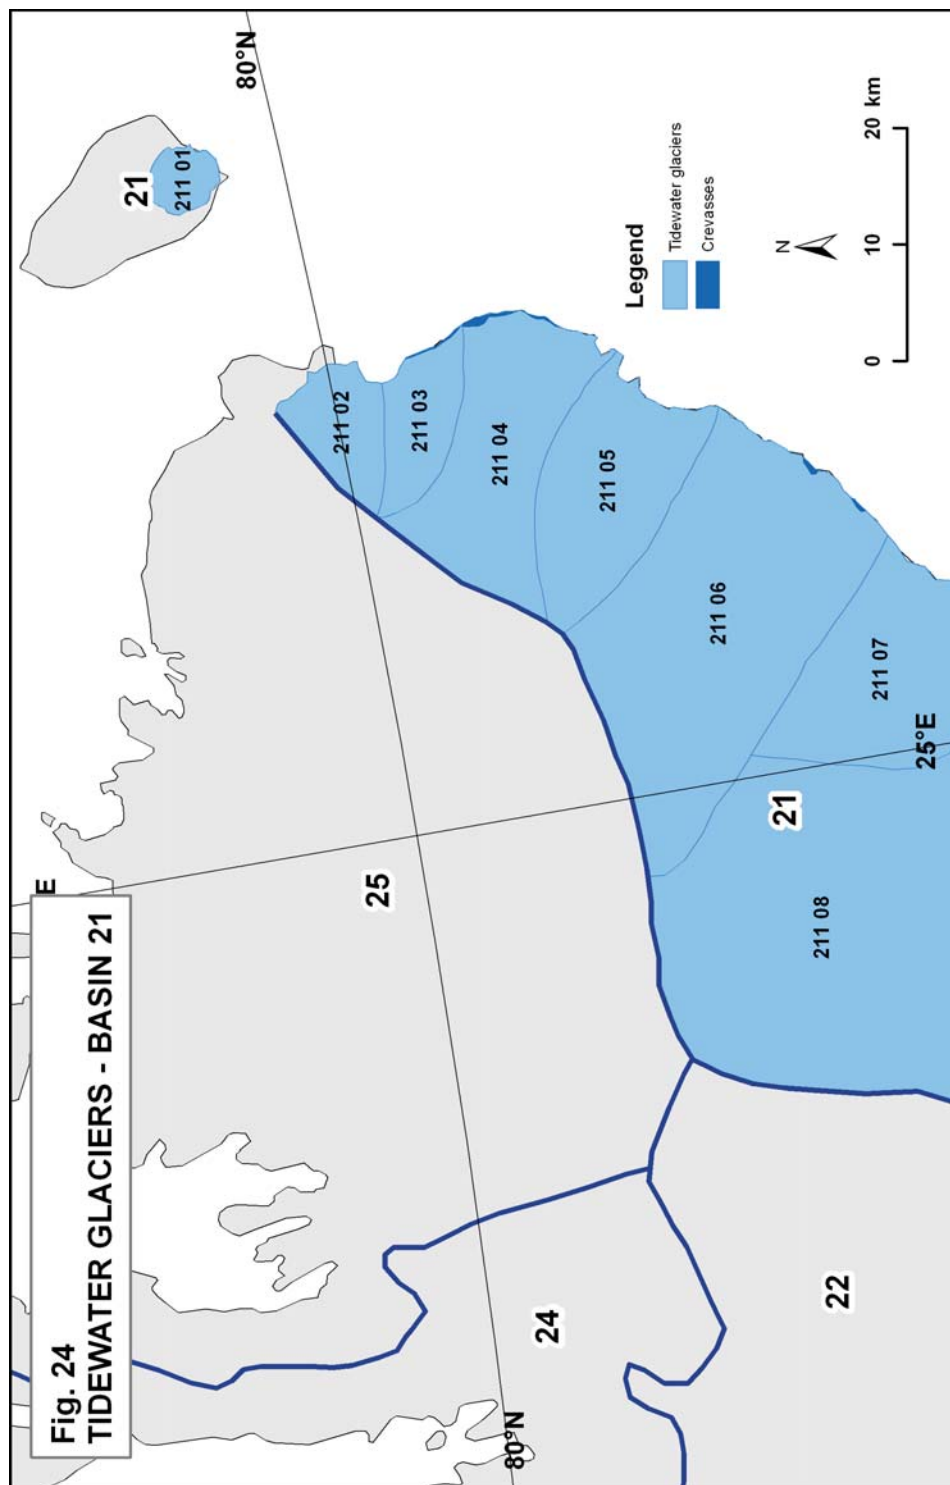 Fig. 24
TIDEWATER GLACIERS - BASIN 21
E
80°N
21
211 01
211 02
211 03
211 04
211 05
211 06
211 07
25°E
21
211 08
25
24
22
80°N
Legend
Tidewater glaciers
Crevasses
N
0 10 20 km